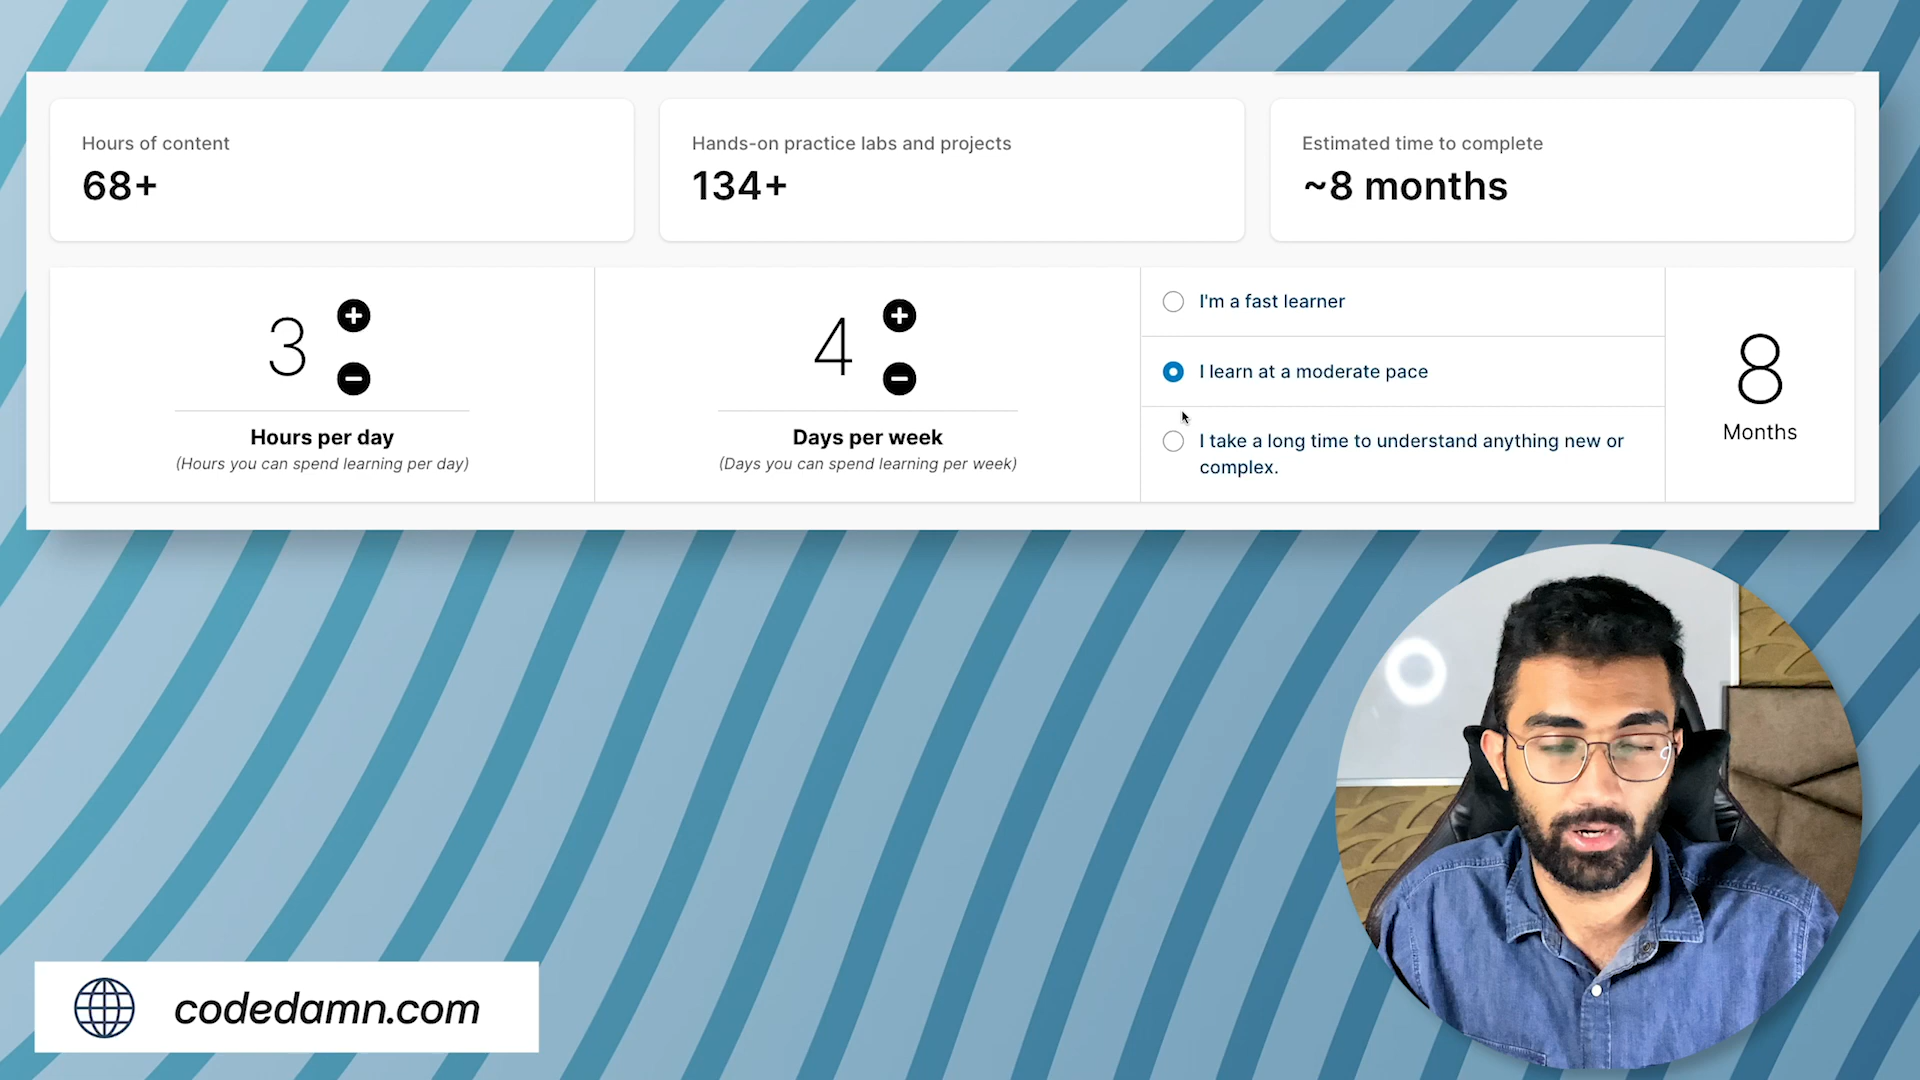 Hours of content
68+
Hands-on practice labs and projects
134+
Estimated time to complete
~8 months
3
Hours per day
(Hours you can spend learning per day)
4
Days per week
(Days you can spend learning per week)
I'm a fast learner
I learn at a moderate pace
I take a long time to understand anything new or
complex.
8
Months
codedamn.com